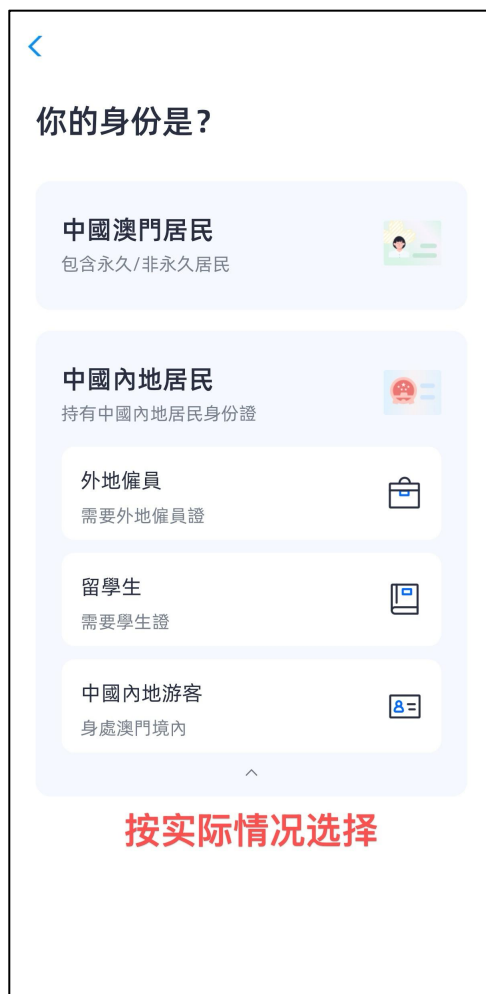 你的身份是？
中國澳門居民
包含永久/非永久居民
中國內地居民
持有中國內地居民身份證
外地僱員
需要外地僱員證
留學生
需要學生證
中國內地游客
身處澳門境內
按实际情况选择